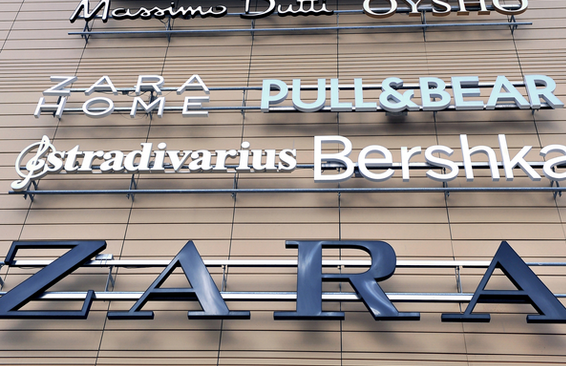 Massimo Dutti OYSHO
ZARA HOME PULL&BEAR
Stradivarius Bershka
ZARA